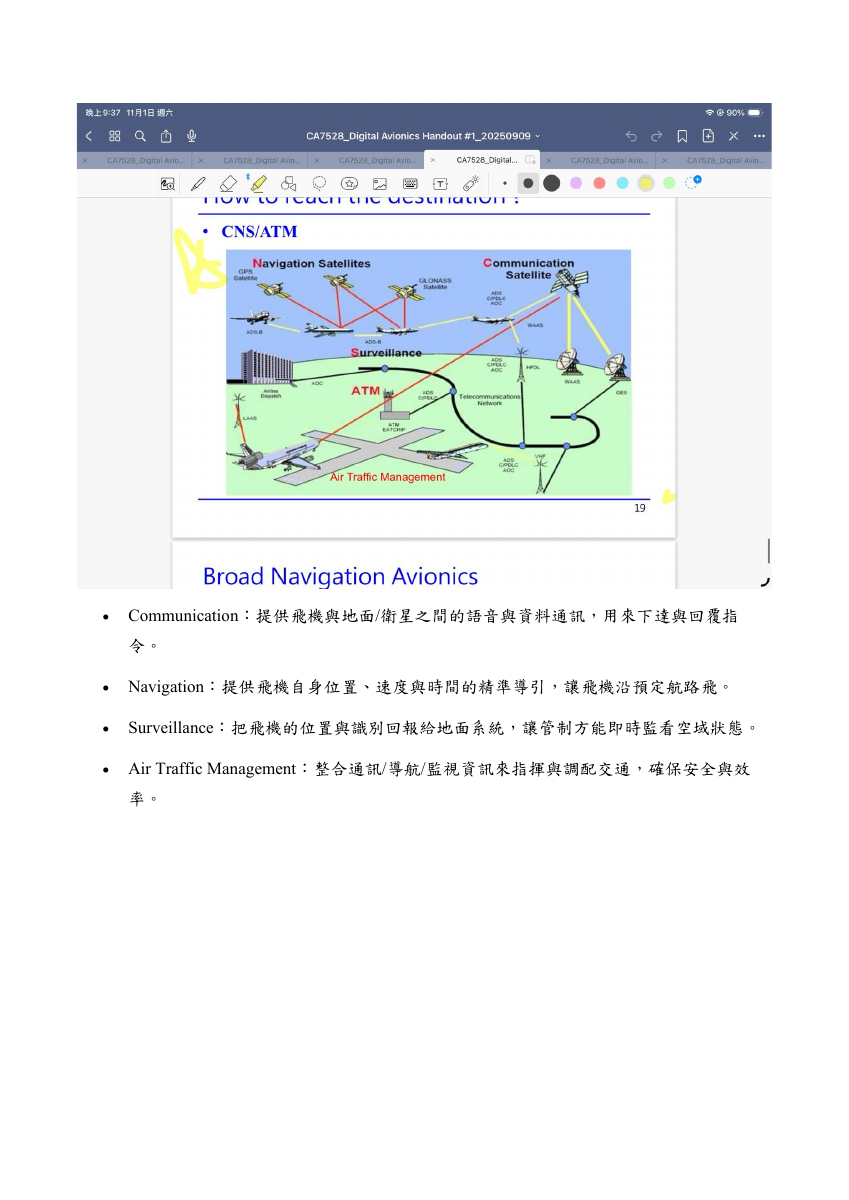 晚上9:37 11月1日 週六
90%
CA7528_Digital Avionics Handout #1_20250909
CA7528_Digital Avio...
CA7528_Digital Avio...
CA7528_Digital Avio...
CA7528_Digital...
CA7528_Digital Avio...
CA7528_Digital Avio...
How to reach the destination ?
• CNS/ATM
Navigation Satellites
Communication
Satellite
GPS
Satellite
GLONASS
Satellite
ADS
C/PDLC
AOC
ADS-B
ADS-B
WAAS
Surveillance
ADS
C/PDLC
AOC
HFDL
WAAS
GES
Airline
Dispatch
AOC
ATM
ADS
C/PDLC
Telecommunications
Network
LAAS
ATM
EATCHIP
ADS
C/PDLC
AOC
VHF
Air Traffic Management
19
Broad Navigation Avionics
• Communication：提供飛機與地面/衛星之間的語音與資料通訊，用來下達與回覆指
令。
• Navigation：提供飛機自身位置、速度與時間的精準導引，讓飛機沿預定航路飛。
• Surveillance：把飛機的位置與識別回報給地面系統，讓管制方能即時監看空域狀態。
• Air Traffic Management：整合通訊/導航/監視資訊來指揮與調配交通，確保安全與效
率。